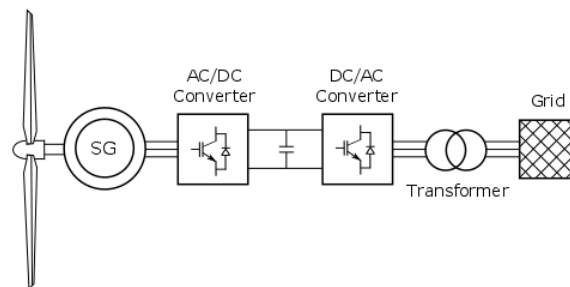 AC/DC
Converter
DC/AC
Converter
Grid
SG
Transformer